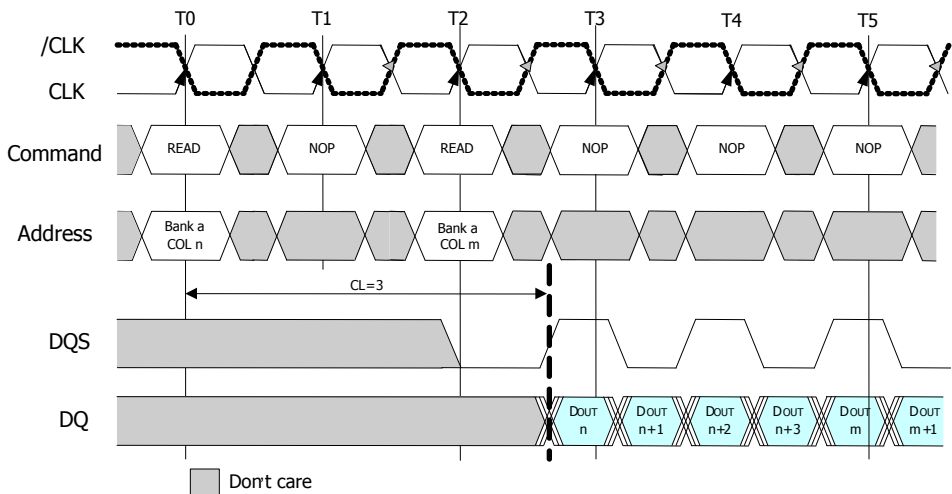 T0 T1 T2 T3 T4 T5
/CLK
CLK
Command READ NOP READ NOP NOP NOP
Address Bank a COL n Bank a COL m
CL=3
DQS
DQ DOUT n DOUT n+1 DOUT n+2 DOUT n+3 DOUT m DOUT m+1
Don't care